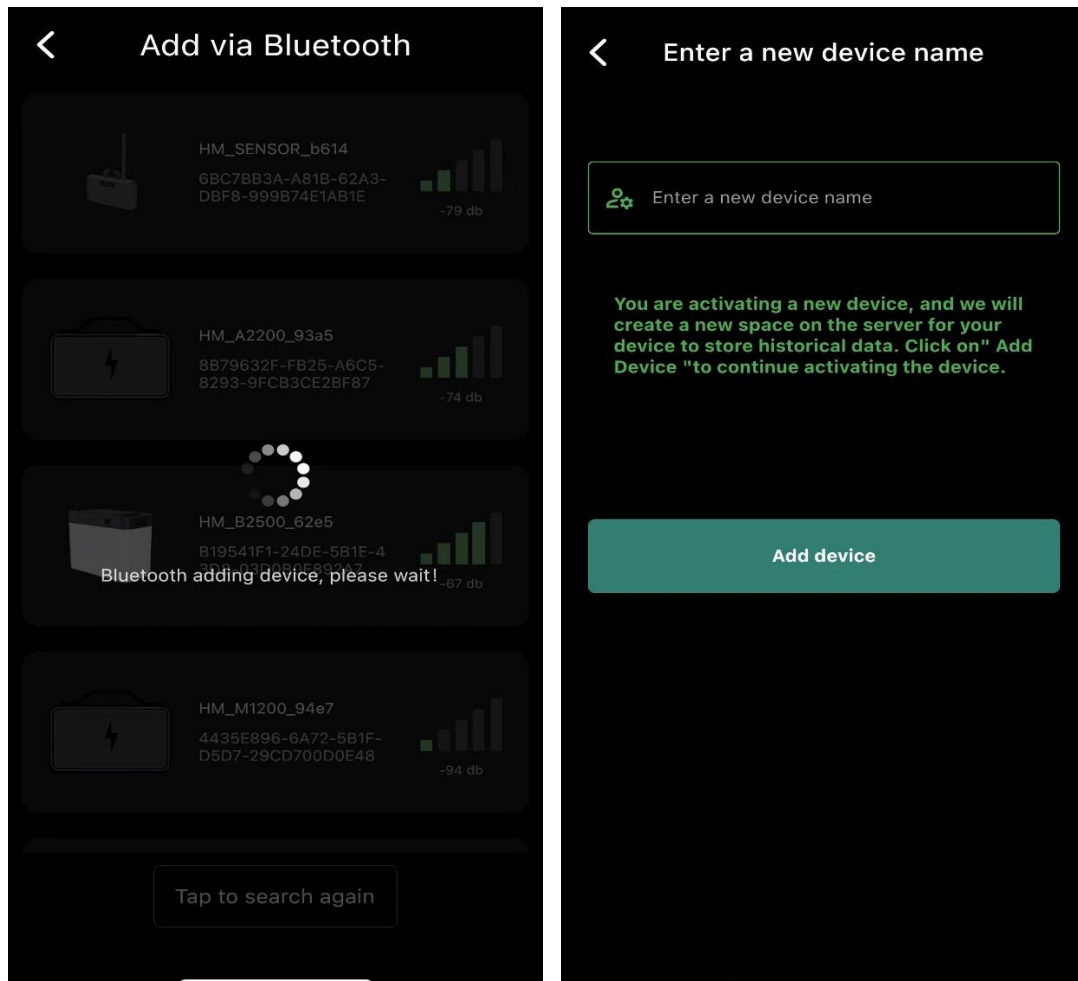 Add via Bluetooth
HM_SENSOR_b614
6BC7BB3A-A81B-62A3-
DBF8-999B74E1AB1E
-79 db
HM_A2200_93a5
8B79632F-FB25-A6C5-
8293-9FCB3CE2BF87
-74 db
HM_B2500_62e5
B19541F1-24DE-5B1E-4
Bluetooth adding device, please wait!
-67 db
HM_M1200_94e7
4435E896-6A72-5B1F-
D5D7-29CD700D0E48
-94 db
Tap to search again
Enter a new device name
Enter a new device name
You are activating a new device, and we will
create a new space on the server for your
device to store historical data. Click on" Add
Device "to continue activating the device.
Add device